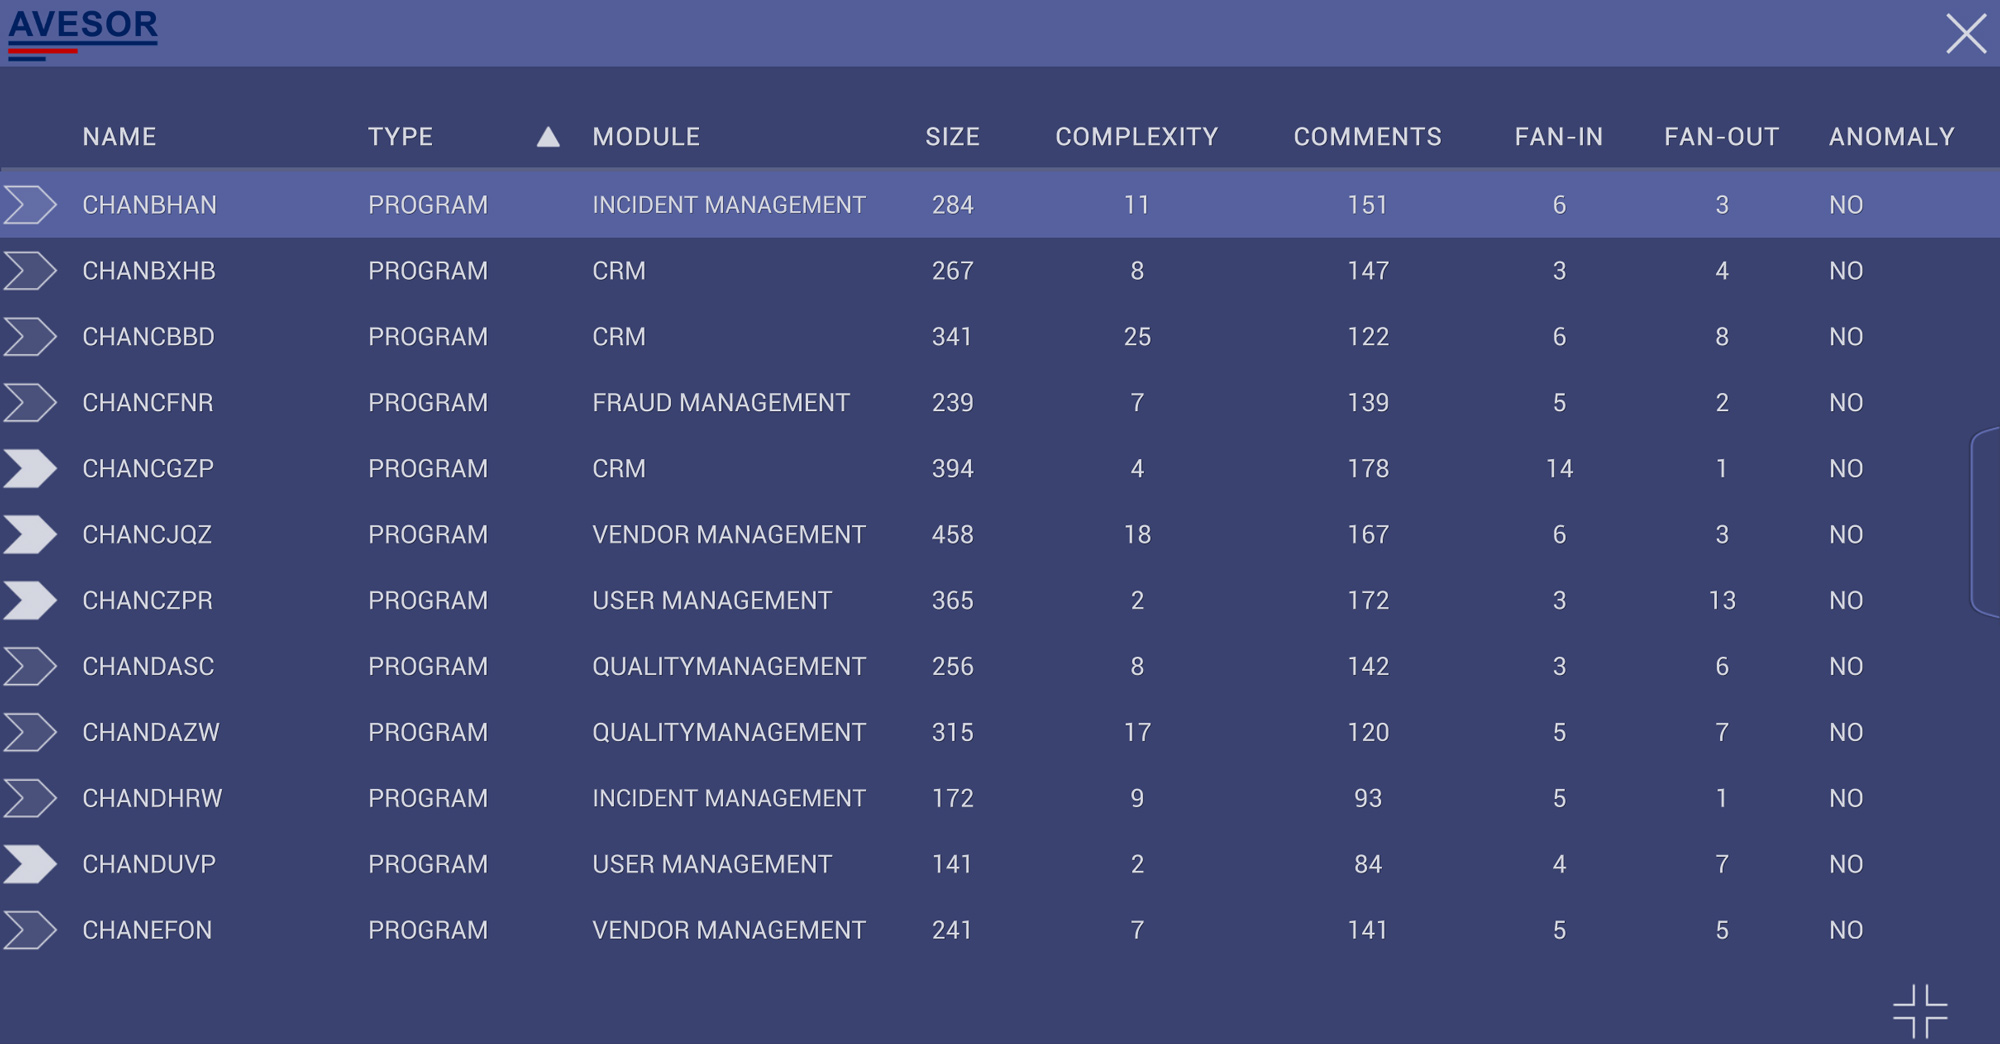 AVESOR
NAME TYPE MODULE SIZE COMPLEXITY COMMENTS FAN-IN FAN-OUT ANOMALY
CHANBHAN PROGRAM INCIDENT MANAGEMENT 284 11 151 6 3 NO
CHANBXHB PROGRAM CRM 267 8 147 3 4 NO
CHANCBBD PROGRAM CRM 341 25 122 6 8 NO
CHANCFNR PROGRAM FRAUD MANAGEMENT 239 7 139 5 2 NO
CHANCGZP PROGRAM CRM 394 4 178 14 1 NO
CHANCJQZ PROGRAM VENDOR MANAGEMENT 458 18 167 6 3 NO
CHANCZPR PROGRAM USER MANAGEMENT 365 2 172 3 13 NO
CHANDASC PROGRAM QUALITYMANAGEMENT 256 8 142 3 6 NO
CHANDAZW PROGRAM QUALITYMANAGEMENT 315 17 120 5 7 NO
CHANDHRW PROGRAM INCIDENT MANAGEMENT 172 9 93 5 1 NO
CHANDUVP PROGRAM USER MANAGEMENT 141 2 84 4 7 NO
CHANEFON PROGRAM VENDOR MANAGEMENT 241 7 141 5 5 NO